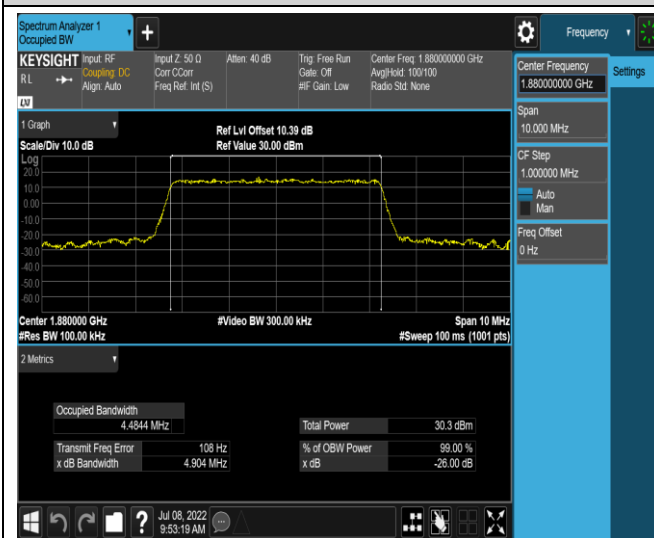 Spectrum Analyzer 1
Occupied BW
+
Frequency
KEYSIGHT Input: RF Input Z: 50 Ω Atten: 40 dB Trig: Free Run Center Freq: 1.880000000 GHz
RL Coupling: DC Corr CCorr Gate: Off Avg|Hold: 100/100
Align: Auto Freq Ref: Int (S) #IF Gain: Low Radio Std: None
LXI
Center Frequency
1.880000000 GHz
Settings
Span
10.000 MHz
CF Step
1.000000 MHz
Auto
Man
Freq Offset
0 Hz
1 Graph
Ref Lvl Offset 10.39 dB
Scale/Div 10.0 dB Ref Value 30.00 dBm
Log
20.0
10.0
0.00
-10.0
-20.0
-30.0
-40.0
-50.0
-60.0
Center 1.880000 GHz #Video BW 300.00 kHz Span 10 MHz
#Res BW 100.00 kHz #Sweep 100 ms (1001 pts)
2 Metrics
Occupied Bandwidth
4.4844 MHz
Total Power 30.3 dBm
Transmit Freq Error 108 Hz % of OBW Power 99.00 %
x dB Bandwidth 4.904 MHz x dB -26.00 dB
? Jul 08, 2022
9:53:19 AM